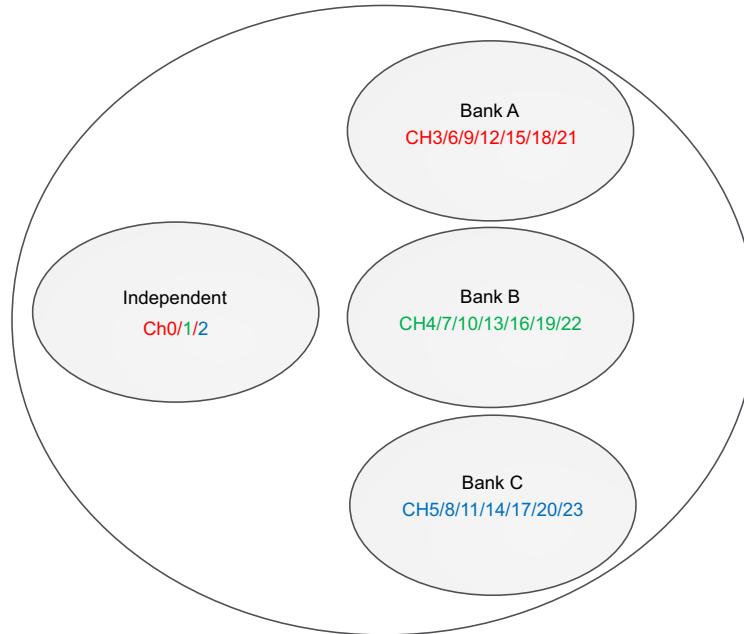 Bank A
CH3/6/9/12/15/18/21
Independent
Ch0/1/2
Bank B
CH4/7/10/13/16/19/22
Bank C
CH5/8/11/14/17/20/23